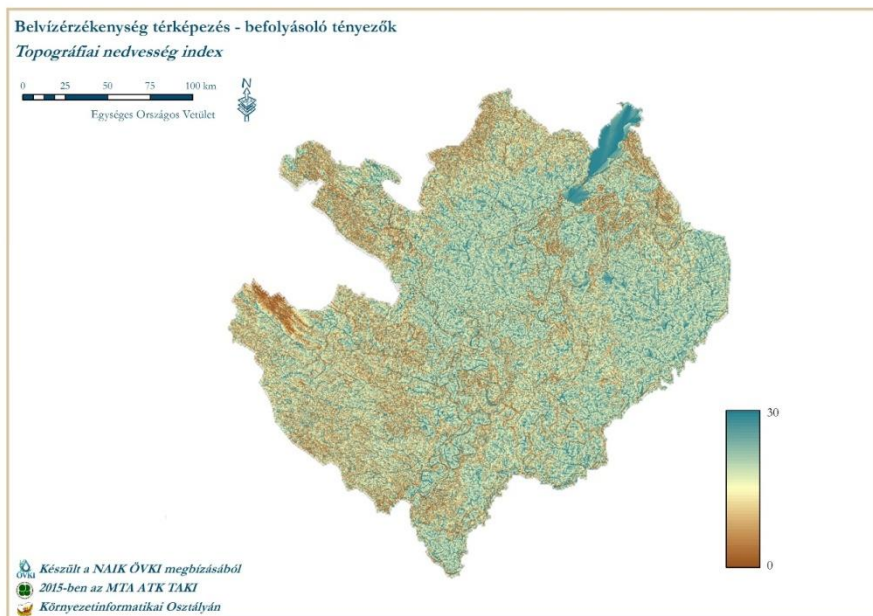 Belvízérzékenység térképezés - befolyásoló tényezők
Topográfiai nedvesség index
0 25 50 75 100 km
N
Egységes Országos Vetület
30
0
ÖVKI
Készült a NAIK ÖVKI megbízásából
2015-ben az MTA ATK TAKI
Környezetinformatikai Osztályán